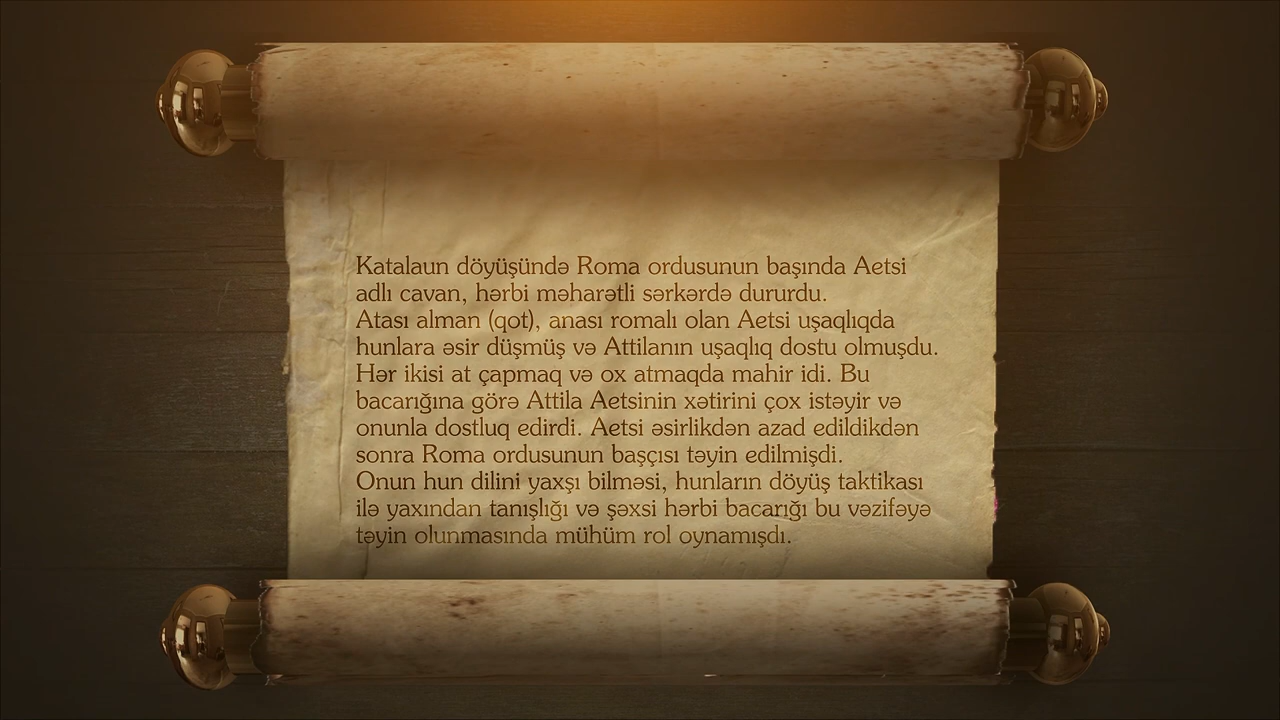 Katalaun döyüşündə Roma ordusunun başında Aetsi
adlı cavan, hərbi məharətli sərkərdə dururdu.
Atası alman (qot), anası romalı olan Aetsi uşaqlıqda
hunlara əsir düşmüş və Attilanın uşaqlıq dostu olmuşdu.
Hər ikisi at çapmaq və ox atmaqda mahir idi. Bu
bacarığına görə Attila Aetsinin xətirini çox istəyir və
onunla dostluq edirdi. Aetsi əsirlikdən azad edildikdən
sonra Roma ordusunun başçısı təyin edilmişdi.
Onun hun dilini yaxşı bilməsi, hunların döyüş taktikası
ilə yaxından tanışlığı və şəxsi hərbi bacarığı bu vəzifəyə
təyin olunmasında mühüm rol oynamışdı.